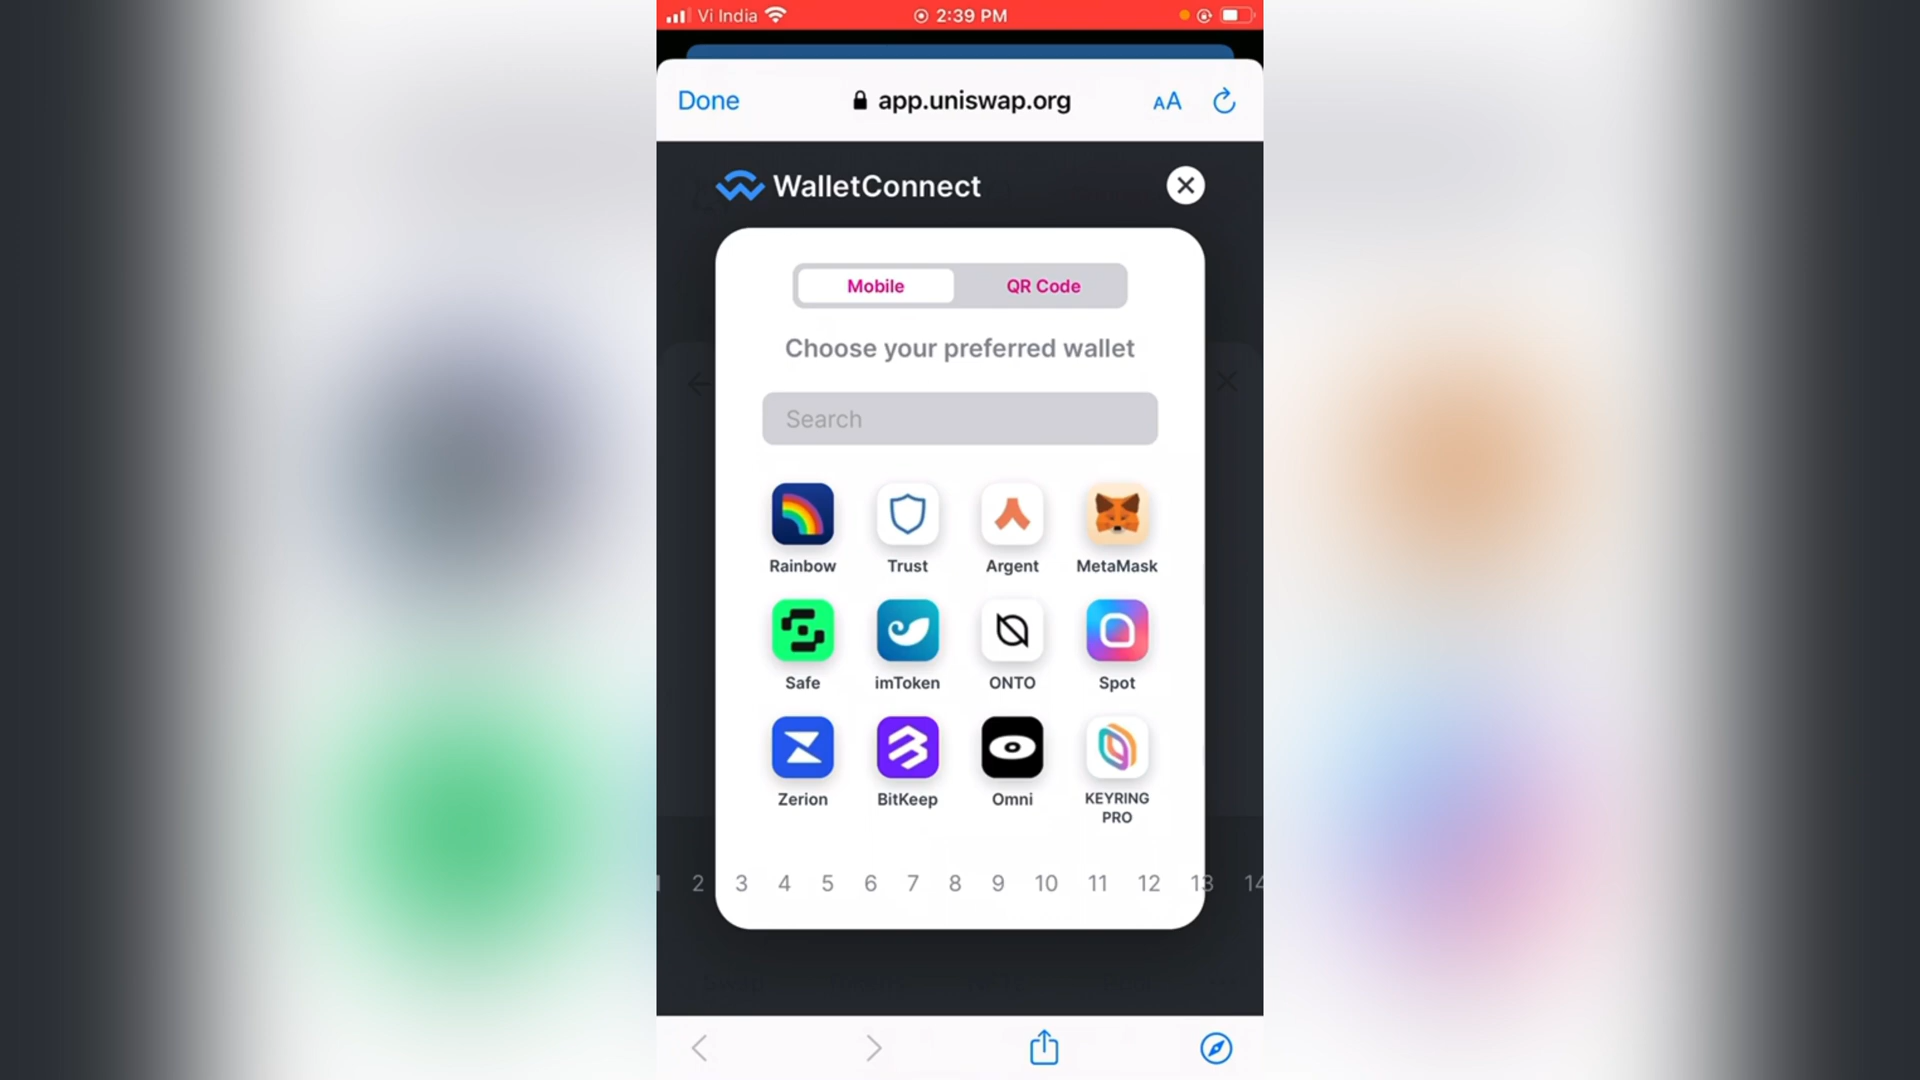 Vi India 2:39 PM
Done app.uniswap.org AA
WalletConnect
Mobile QR Code
Choose your preferred wallet
Search
Rainbow Trust Argent MetaMask
Safe imToken ONTO Spot
Zerion BitKeep Omni KEYRING PRO
2 3 4 5 6 7 8 9 10 11 12 13 14
Swap